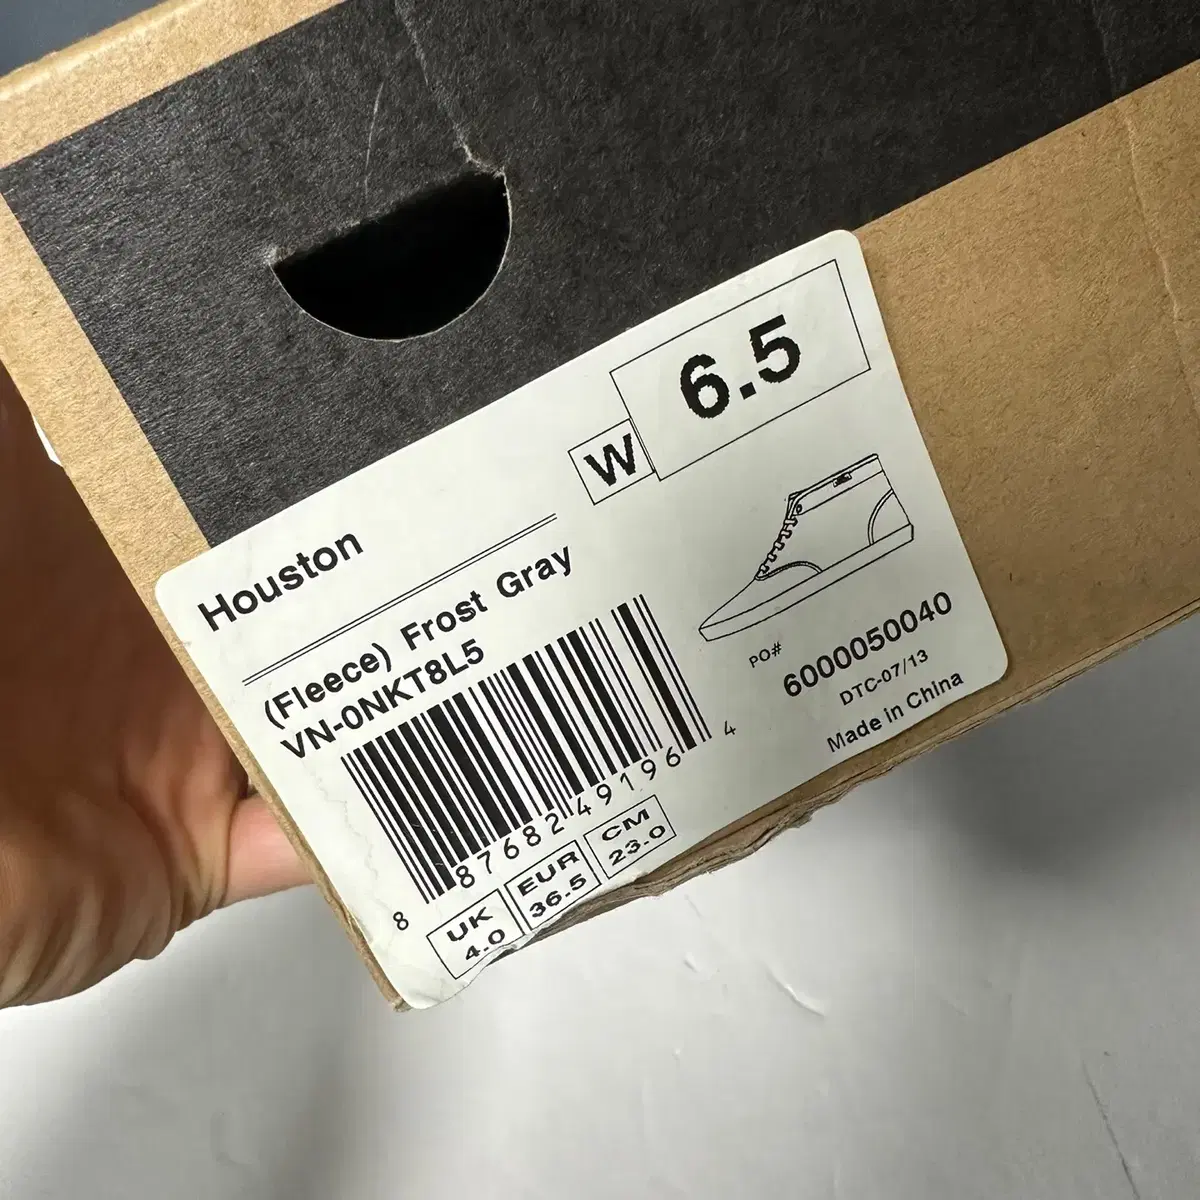 W 6.5
Houston
(Fleece) Frost Gray
VN-0NKT8L5
8 87682 49196 4
UK
4.0
EUR
36.5
CM
23.0
PO#
6000050040
DTC-07/13
Made in China